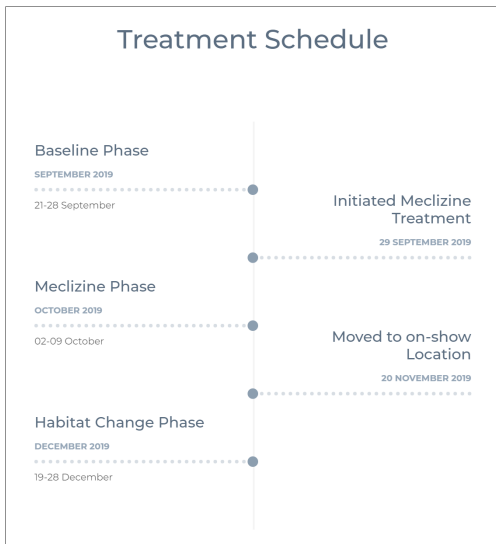 Treatment Schedule
Baseline Phase
SEPTEMBER 2019
21-28 September
Initiated Meclizine
Treatment
29 SEPTEMBER 2019
Meclizine Phase
OCTOBER 2019
02-09 October
Moved to on-show
Location
20 NOVEMBER 2019
Habitat Change Phase
DECEMBER 2019
19-28 December